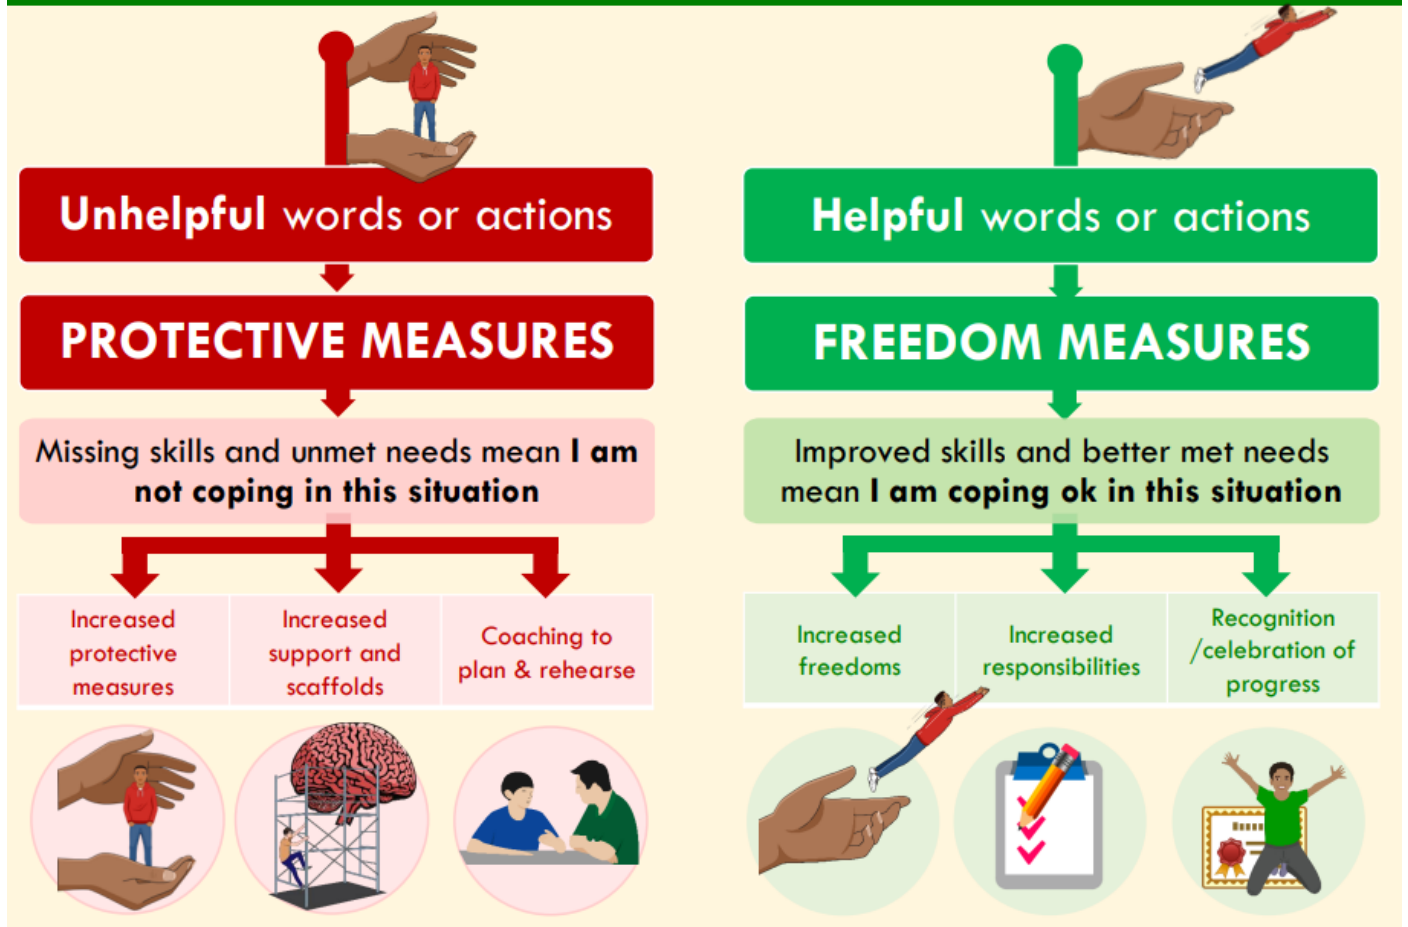 Unhelpful words or actions
PROTECTIVE MEASURES
Missing skills and unmet needs mean I am
not coping in this situation
Increased
protective
measures
Increased
support and
scaffolds
Coaching to
plan & rehearse
Helpful words or actions
FREEDOM MEASURES
Improved skills and better met needs
mean I am coping ok in this situation
Increased
freedoms
Increased
responsibilities
Recognition
/celebration of
progress